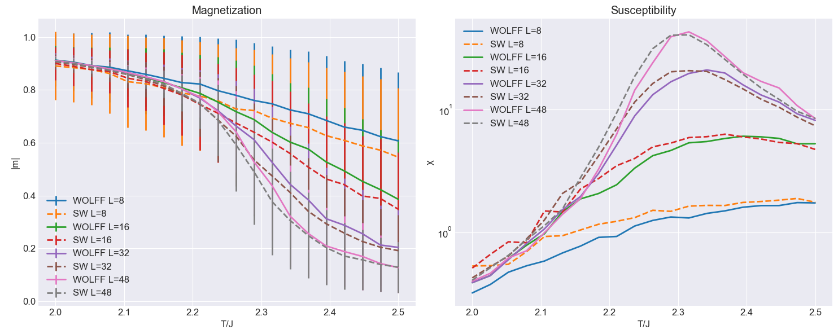 Magnetization
1.0
0.8
0.6
0.4
0.2
0.0
|m|
WOLFF L=8
SW L=8
WOLFF L=16
SW L=16
WOLFF L=32
SW L=32
WOLFF L=48
SW L=48
2.0 2.1 2.2 2.3 2.4 2.5
T/J
Susceptibility
WOLFF L=8
SW L=8
WOLFF L=16
SW L=16
WOLFF L=32
SW L=32
WOLFF L=48
SW L=48
10¹
10⁰
X
2.0 2.1 2.2 2.3 2.4 2.5
T/J